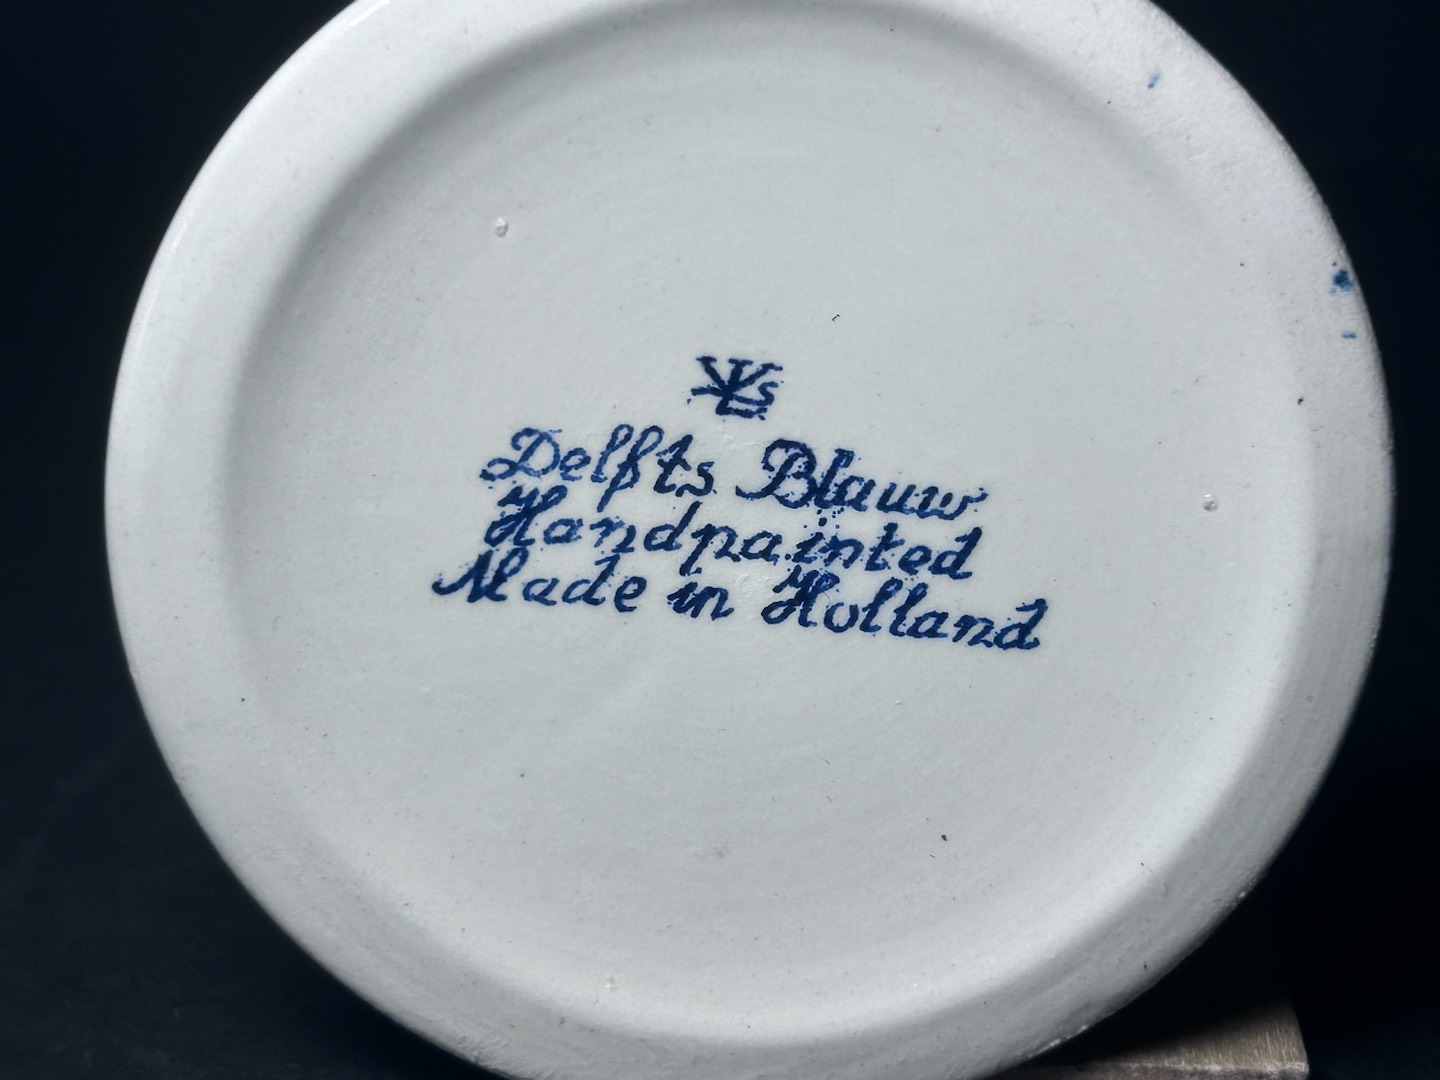 Delfts Blauw
Handpainted
Made in Holland